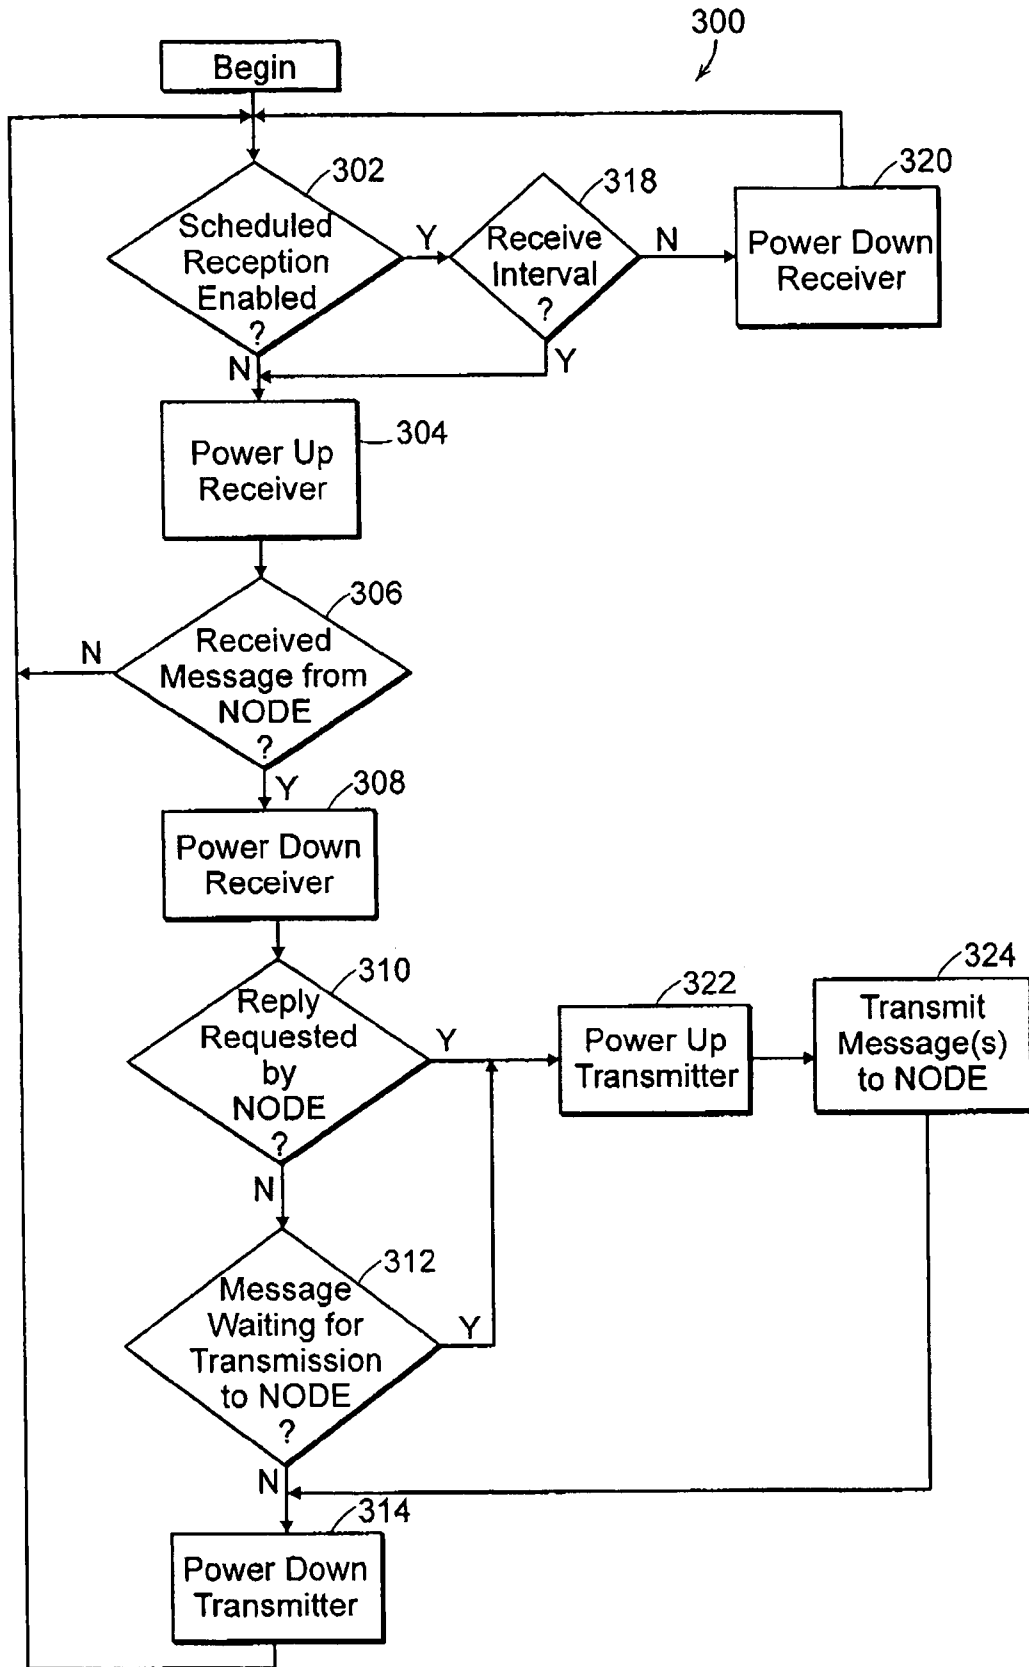 300
Begin
302
Scheduled
Reception
Enabled
?
Y
N
318
Receive
Interval
?
N
Y
320
Power Down
Receiver
304
Power Up
Receiver
306
Received
Message from
NODE
?
N
Y
308
Power Down
Receiver
310
Reply
Requested
by
NODE
?
Y
N
322
Power Up
Transmitter
324
Transmit
Message(s)
to NODE
312
Message
Waiting for
Transmission
to NODE
?
Y
N
314
Power Down
Transmitter